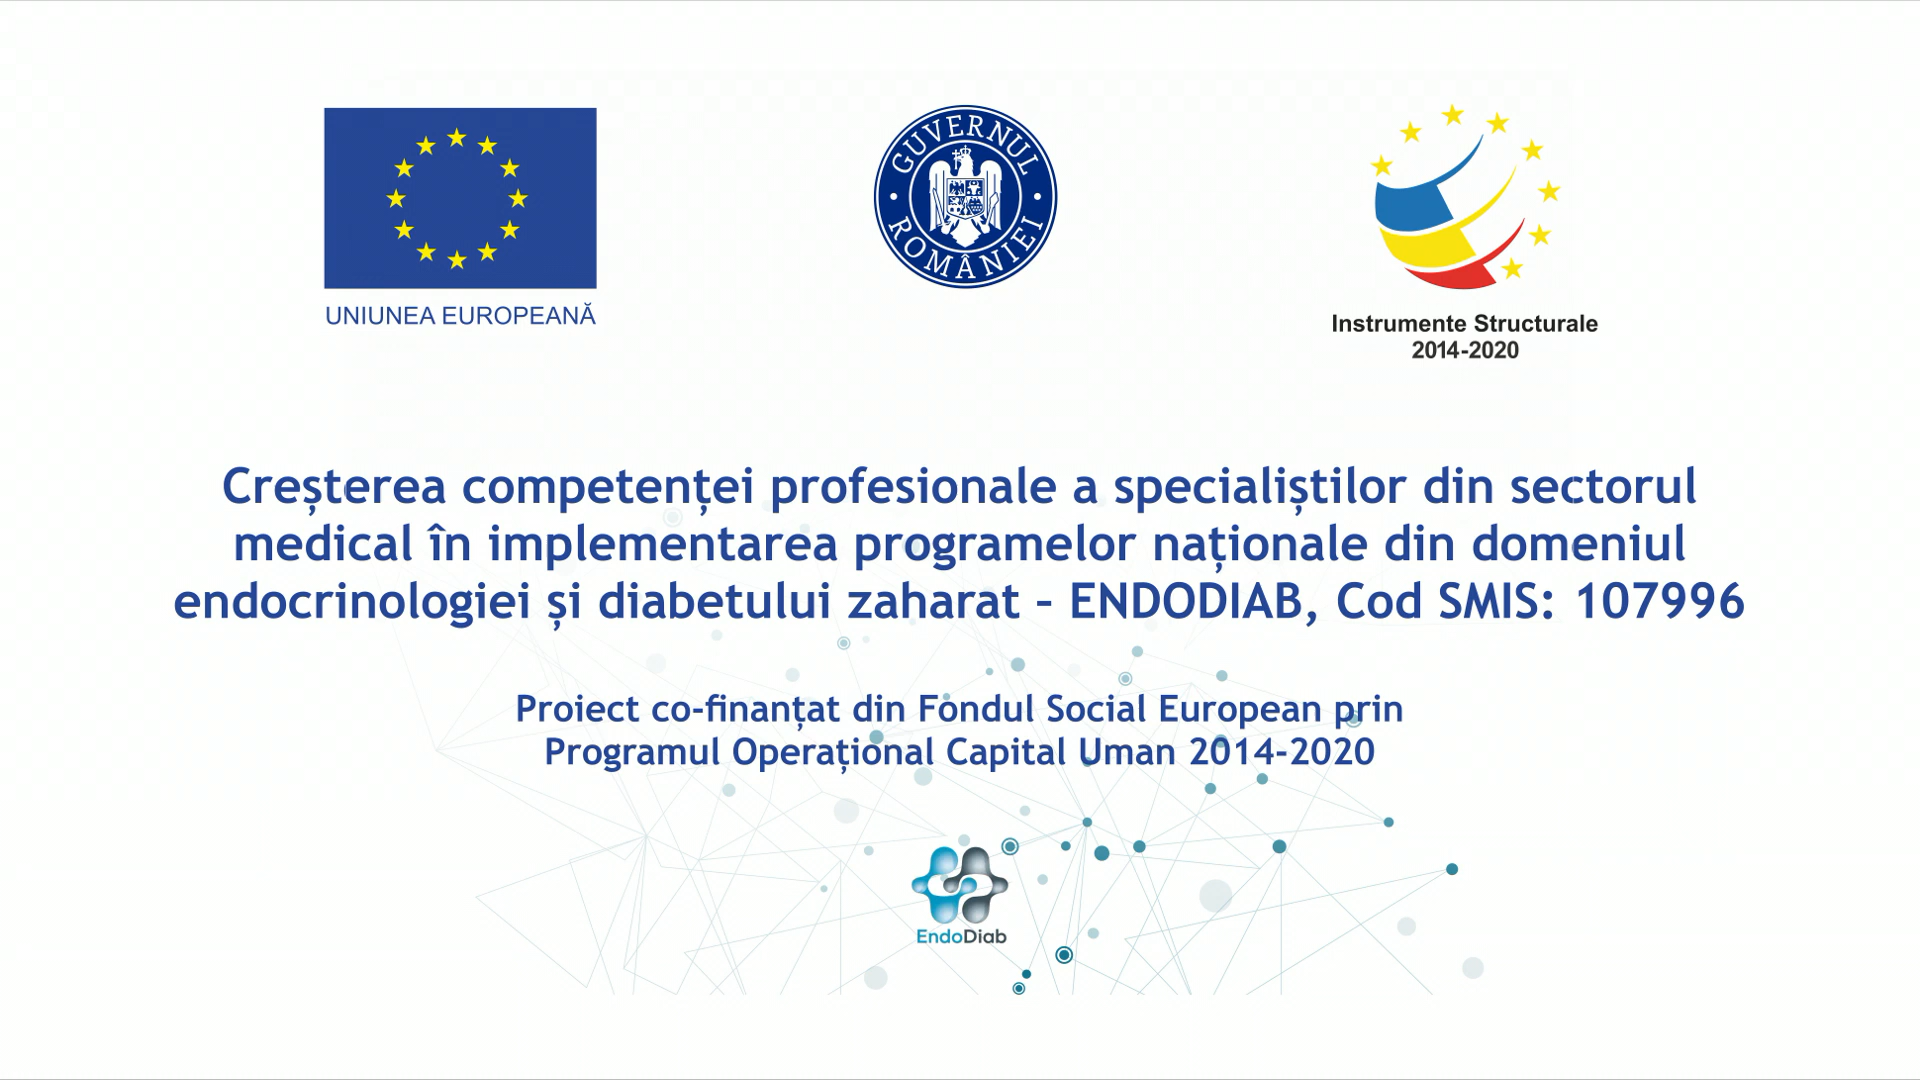 UNIUNEA EUROPEANĂ
GUVERNUL ROMÂNIEI
Instrumente Structurale
2014-2020
Creșterea competenței profesionale a specialiștilor din sectorul
medical în implementarea programelor naționale din domeniul
endocrinologiei și diabetului zaharat – ENDODIAB, Cod SMIS: 107996
Proiect co-finanțat din Fondul Social European prin
Programul Operațional Capital Uman 2014-2020
EndoDiab